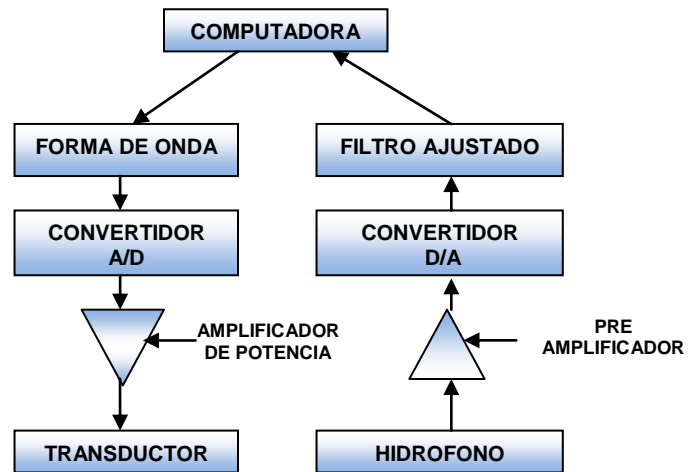 COMPUTADORA
FORMA DE ONDA
FILTRO AJUSTADO
CONVERTIDOR
A/D
CONVERTIDOR
D/A
AMPLIFICADOR
DE POTENCIA
PRE
AMPLIFICADOR
TRANSDUCTOR
HIDROFONO